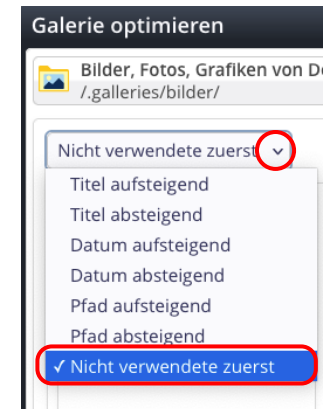 Galerie optimieren
Bilder, Fotos, Grafiken von D
/.galleries/bilder/
Nicht verwendete zuerst
Titel aufsteigend
Titel absteigend
Datum aufsteigend
Datum absteigend
Pfad aufsteigend
Pfad absteigend
✓ Nicht verwendete zuerst